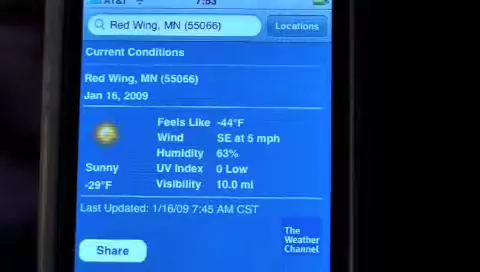 AT&T 7:53
Red Wing, MN (55066) Locations
Current Conditions
Red Wing, MN (55066)
Jan 16, 2009
Feels Like -44°F
Wind SE at 5 mph
Humidity 63%
Sunny UV Index 0 Low
-29°F Visibility 10.0 mi
Last Updated: 1/16/09 7:45 AM CST
Share
The
Weather
Channel